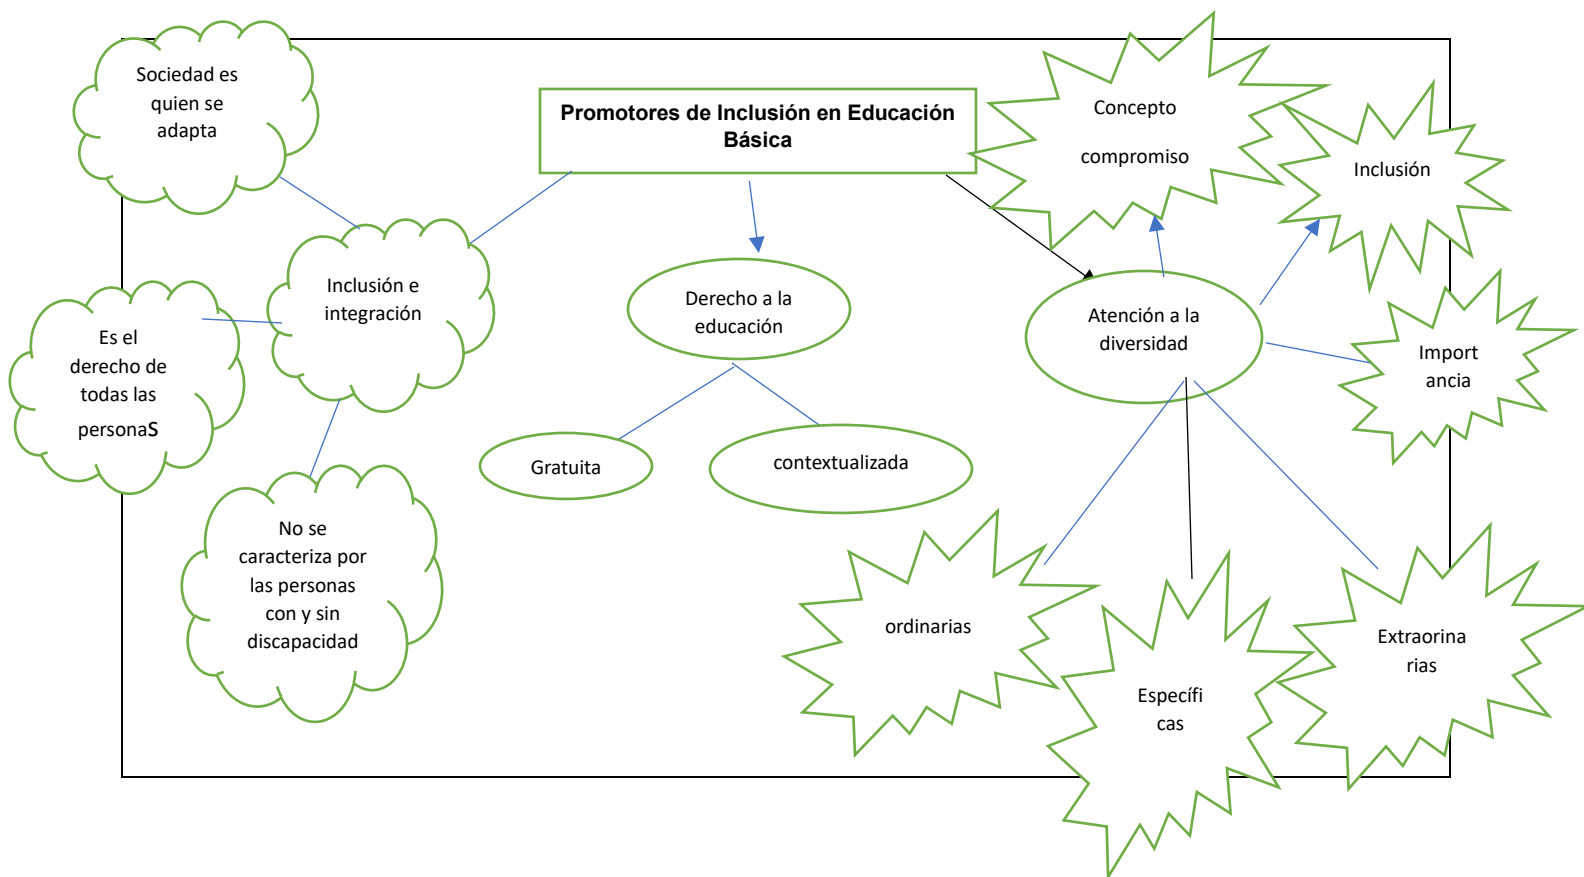 Promotores de Inclusión en Educación
Básica
Sociedad es
quien se
adapta
Inclusión e
integración
Es el
derecho de
todas las
personaS
No se
caracteriza por
las personas
con y sin
discapacidad
Derecho a la
educación
Gratuita
contextualizada
Concepto
compromiso
Inclusión
Atención a la
diversidad
Import
ancia
ordinarias
Específi
cas
Extraorina
rias